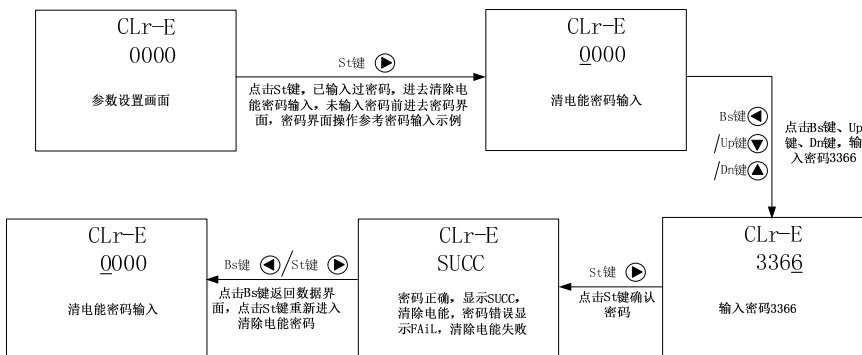 CLr-E
0000
参数设置画面
St键
点击St键，已输入过密码，进去清除电
能密码输入，未输入密码前进去密码界
面，密码界面操作参考密码输入示例
CLr-E
0000
清电能密码输入
Bs键
/Up键
/Dn键
点击Bs键、Up
键、Dn键，输
入密码3366
CLr-E
3366
输入密码3366
St键
点击St键确认
密码
CLr-E
SUCC
密码正确，显示SUCC，
清除电能，密码错误显
示FAiL，清除电能失败
Bs键 /St键
点击Bs键返回数据界
面，点击St键重新进入
清除电能密码
CLr-E
0000
清电能密码输入